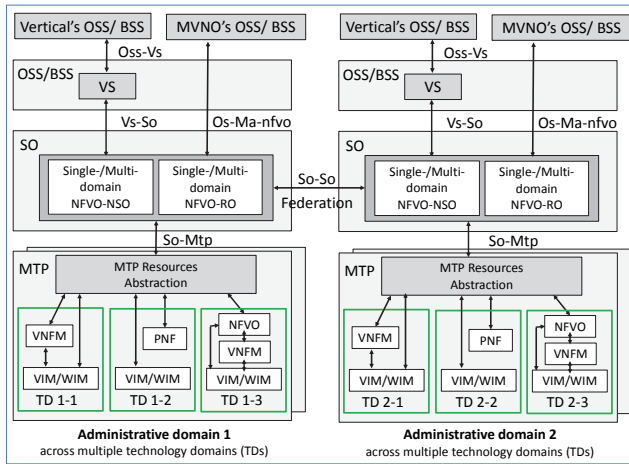 Vertical's OSS/ BSS
MVNO's OSS/ BSS
Oss-Vs
OSS/BSS
VS
Vs-So
Os-Ma-nfvo
SO
Single-/Multi-
domain
NFVO-NSO
Single-/Multi-
domain
NFVO-RO
So-Mtp
MTP
MTP Resources
Abstraction
VNFM
VIM/WIM
TD 1-1
PNF
VIM/WIM
TD 1-2
NFVO
VNFM
VIM/WIM
TD 1-3
Administrative domain 1
across multiple technology domains (TDs)
So-So
Federation
Vertical's OSS/ BSS
MVNO's OSS/ BSS
Oss-Vs
OSS/BSS
VS
Vs-So
Os-Ma-nfvo
SO
Single-/Multi-
domain
NFVO-NSO
Single-/Multi-
domain
NFVO-RO
So-Mtp
MTP
MTP Resources
Abstraction
VNFM
VIM/WIM
TD 2-1
PNF
VIM/WIM
TD 2-2
NFVO
VNFM
VIM/WIM
TD 2-3
Administrative domain 2
across multiple technology domains (TDs)